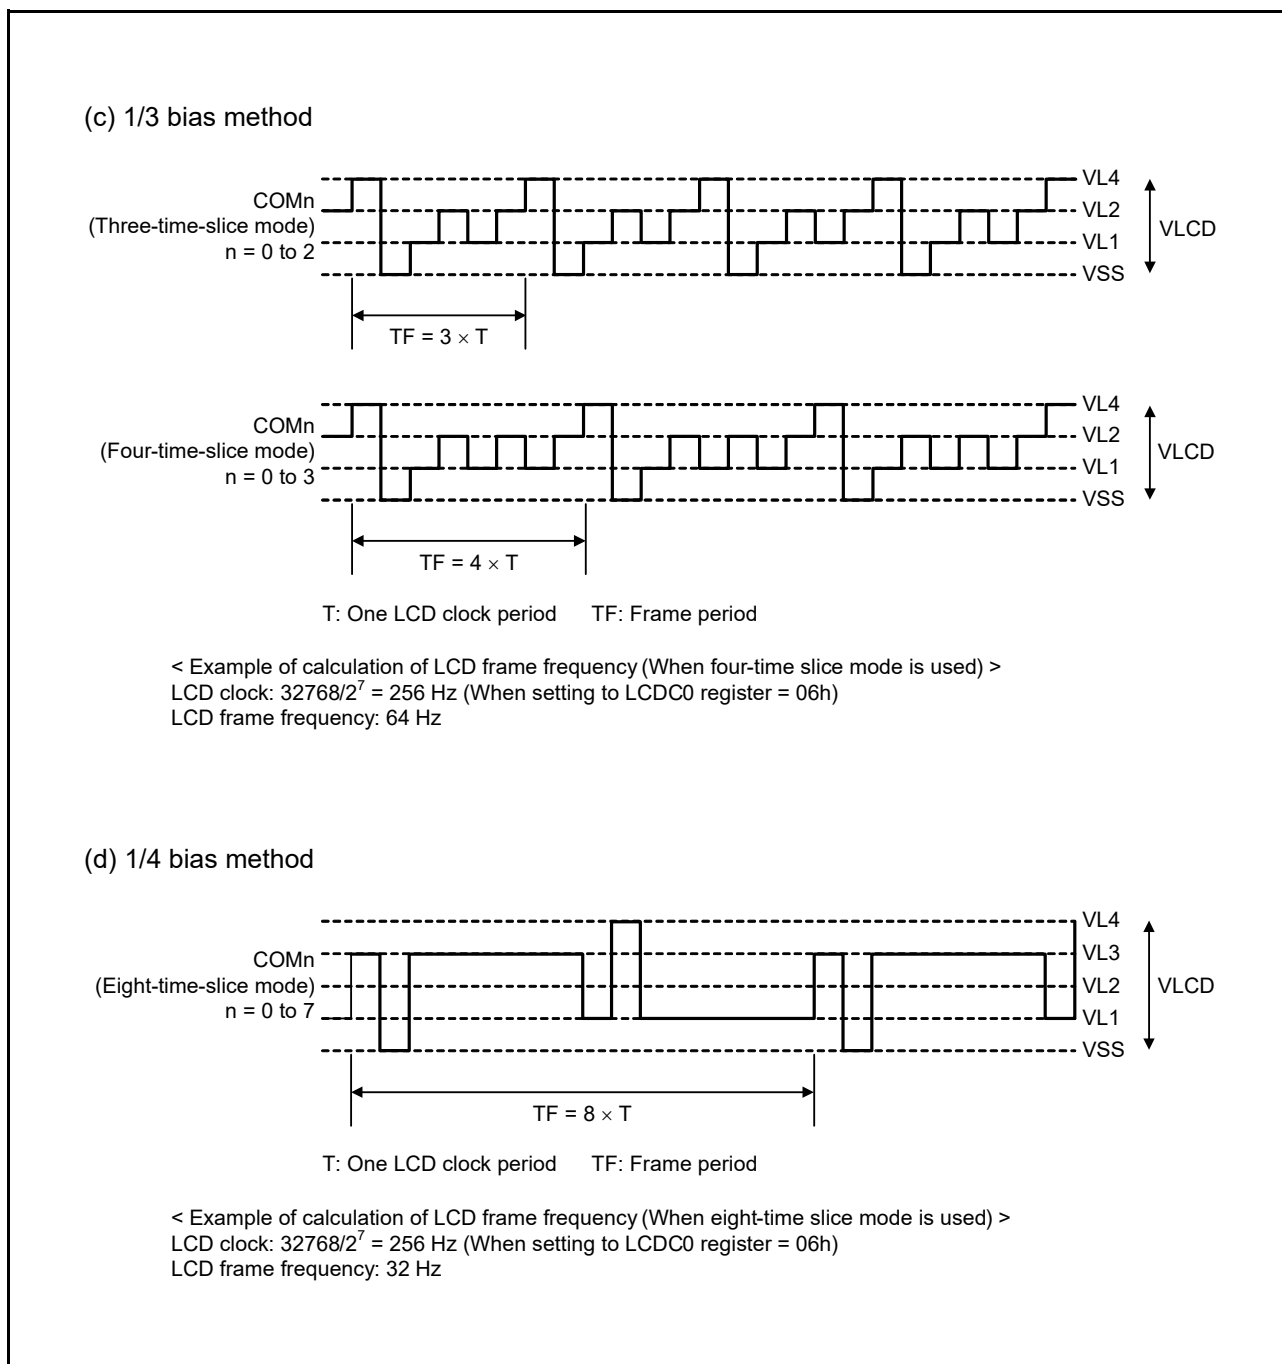 (c) 1/3 bias method
COMn
(Three-time-slice mode)
n = 0 to 2
VL4
VL2
VL1
VSS
VLCD
TF = 3 × T
COMn
(Four-time-slice mode)
n = 0 to 3
VL4
VL2
VL1
VSS
VLCD
TF = 4 × T
T: One LCD clock period TF: Frame period
< Example of calculation of LCD frame frequency (When four-time slice mode is used) >
LCD clock: 32768/2⁷ = 256 Hz (When setting to LCDC0 register = 06h)
LCD frame frequency: 64 Hz
(d) 1/4 bias method
COMn
(Eight-time-slice mode)
n = 0 to 7
VL4
VL3
VL2
VL1
VSS
VLCD
TF = 8 × T
T: One LCD clock period TF: Frame period
< Example of calculation of LCD frame frequency (When eight-time slice mode is used) >
LCD clock: 32768/2⁷ = 256 Hz (When setting to LCDC0 register = 06h)
LCD frame frequency: 32 Hz